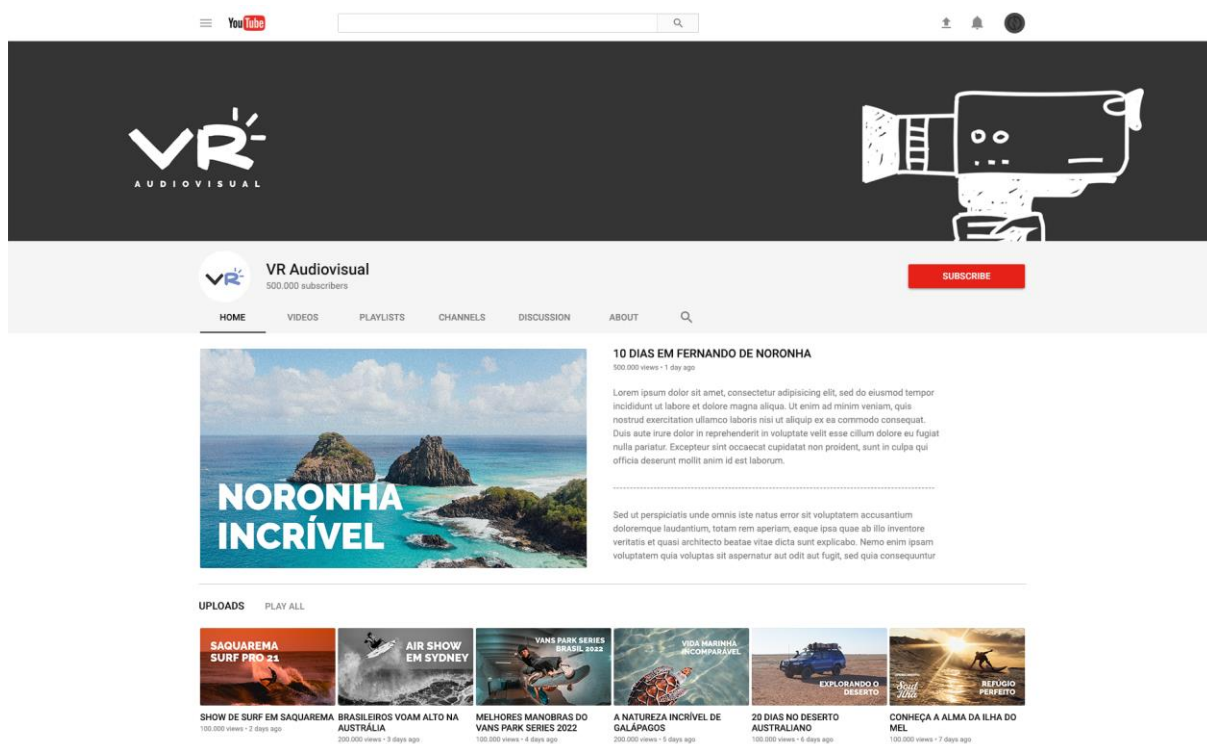 YouTube
VR
AUDIOVISUAL
VR
VR Audiovisual
500.000 subscribers
SUBSCRIBE
HOME VIDEOS PLAYLISTS CHANNELS DISCUSSION ABOUT
NORONHA
INCRÍVEL
10 DIAS EM FERNANDO DE NORONHA
500.000 views • 1 day ago
Lorem ipsum dolor sit amet, consectetur adipisicing elit, sed do eiusmod tempor
incididunt ut labore et dolore magna aliqua. Ut enim ad minim veniam, quis
nostrud exercitation ullamco laboris nisi ut aliquip ex ea commodo consequat.
Duis aute irure dolor in reprehenderit in voluptate velit esse cillum dolore eu fugiat
nulla pariatur. Excepteur sint occaecat cupidatat non proident, sunt in culpa qui
officia deserunt mollit anim id est laborum.
Sed ut perspiciatis unde omnis iste natus error sit voluptatem accusantium
doloremque laudantium, totam rem aperiam, eaque ipsa quae ab illo inventore
veritatis et quasi architecto beatae vitae dicta sunt explicabo. Nemo enim ipsam
voluptatem quia voluptas sit aspernatur aut odit aut fugit, sed quia consequuntur
UPLOADS PLAY ALL
SAQUAREMA
SURF PRO 21
SHOW DE SURF EM SAQUAREMA
100.000 views • 2 days ago
AIR SHOW
EM SYDNEY
BRASILEIROS VOAM ALTO NA
AUSTRÁLIA
200.000 views • 3 days ago
VANS PARK SERIES
BRASIL 2022
MELHORES MANOBRAS DO
VANS PARK SERIES 2022
100.000 views • 4 days ago
VIDA MARINHA
INCOMPARÁVEL
A NATUREZA INCRÍVEL DE
GALÁPAGOS
200.000 views • 5 days ago
EXPLORANDO O
DESERTO
20 DIAS NO DESERTO
AUSTRALIANO
100.000 views • 6 days ago
Soul
Ilha
REFÚGIO
PERFEITO
CONHEÇA A ALMA DA ILHA DO
MEL
100.000 views • 7 days ago